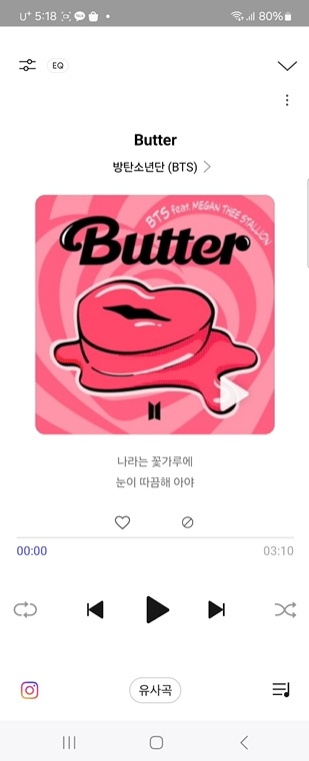 U+ 5:18
80%
EQ
Butter
방탄소년단 (BTS)
BTS feat. MEGAN THEE STALLION
Butter
나라는 꽃가루에
눈이 따끔해 아야
00:00
03:10
유사곡